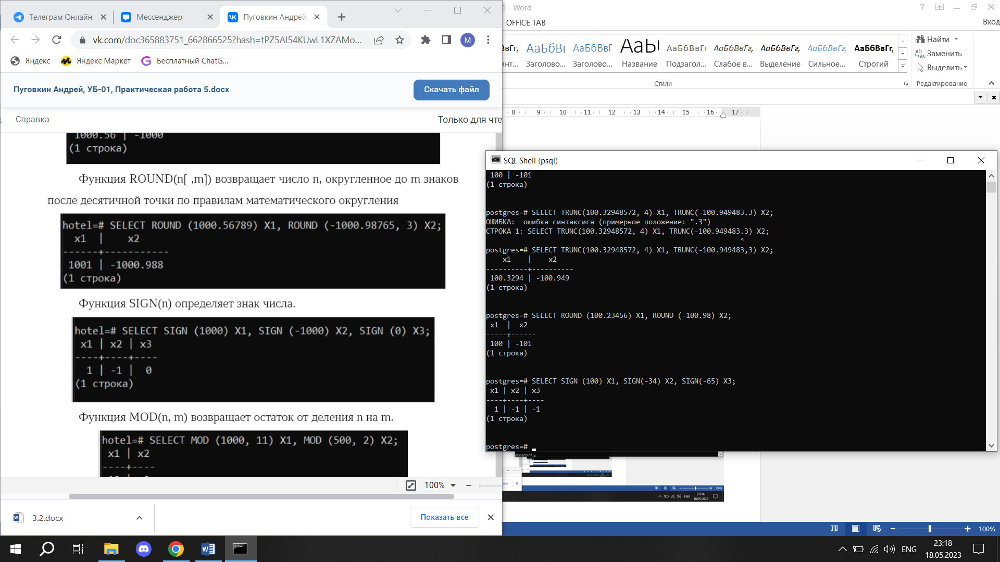 Телеграм Онлайн
Мессенджер
Пуговкин Андрей,
vk.com/doc365883751_662866525?hash=tPZ5AI54KUwL1XZAMo...
M
Яндекс
Яндекс Маркет
Бесплатный ChatG...
Пуговкин Андрей, УБ-01, Практическая работа 5.docx
Скачать файл
Справка
Только для чте
1000.56 | -1000
(1 строка)
Функция ROUND(n[ ,m]) возвращает число n, округленное до m знаков
после десятичной точки по правилам математического округления
hotel=# SELECT ROUND (1000.56789) X1, ROUND (-1000.98765, 3) X2;
x1 | x2
------+-----------
1001 | -1000.988
(1 строка)
Функция SIGN(n) определяет знак числа.
hotel=# SELECT SIGN (1000) X1, SIGN (-1000) X2, SIGN (0) X3;
x1 | x2 | x3
----+----+----
1 | -1 | 0
(1 строка)
Функция MOD(n, m) возвращает остаток от деления n на m.
hotel=# SELECT MOD (1000, 11) X1, MOD (500, 2) X2;
x1 | x2
----+----
100%
3.2.docx
Показать все
1 - Word
OFFICE TAB
Вход
АаБбВв
АаБбВвГ
АаБбВвГг
АаБбВвГг,
АаБбВвГг,
АаБбВвГг,
АаБбВвГг,
нт...
Заголово...
Заголово...
Название
Подзагол...
Слабое в...
Выделение
Сильное...
Строгий
Стили
Найти
Заменить
Выделить
Редактирование
8 9 10 11 12 13 14 15 16 17
SQL Shell (psql)
100 | -101
(1 строка)
postgres=# SELECT TRUNC(100.32948572, 4) X1, TRUNC(-100.949483.3) X2;
ОШИБКА: ошибка синтаксиса (примерное положение: ".3")
СТРОКА 1: SELECT TRUNC(100.32948572, 4) X1, TRUNC(-100.949483.3) X2;
^
postgres=# SELECT TRUNC(100.32948572, 4) X1, TRUNC(-100.949483,3) X2;
x1 | x2
----------+----------
100.3294 | -100.949
(1 строка)
postgres=# SELECT ROUND (100.23456) X1, ROUND (-100.98) X2;
x1 | x2
-----+------
100 | -101
(1 строка)
postgres=# SELECT SIGN (100) X1, SIGN(-34) X2, SIGN(-65) X3;
x1 | x2 | x3
----+----+----
1 | -1 | -1
(1 строка)
postgres=#
postgres=#
100%
ENG
23:16
18.05.2023
100%
ENG
23:18
18.05.2023